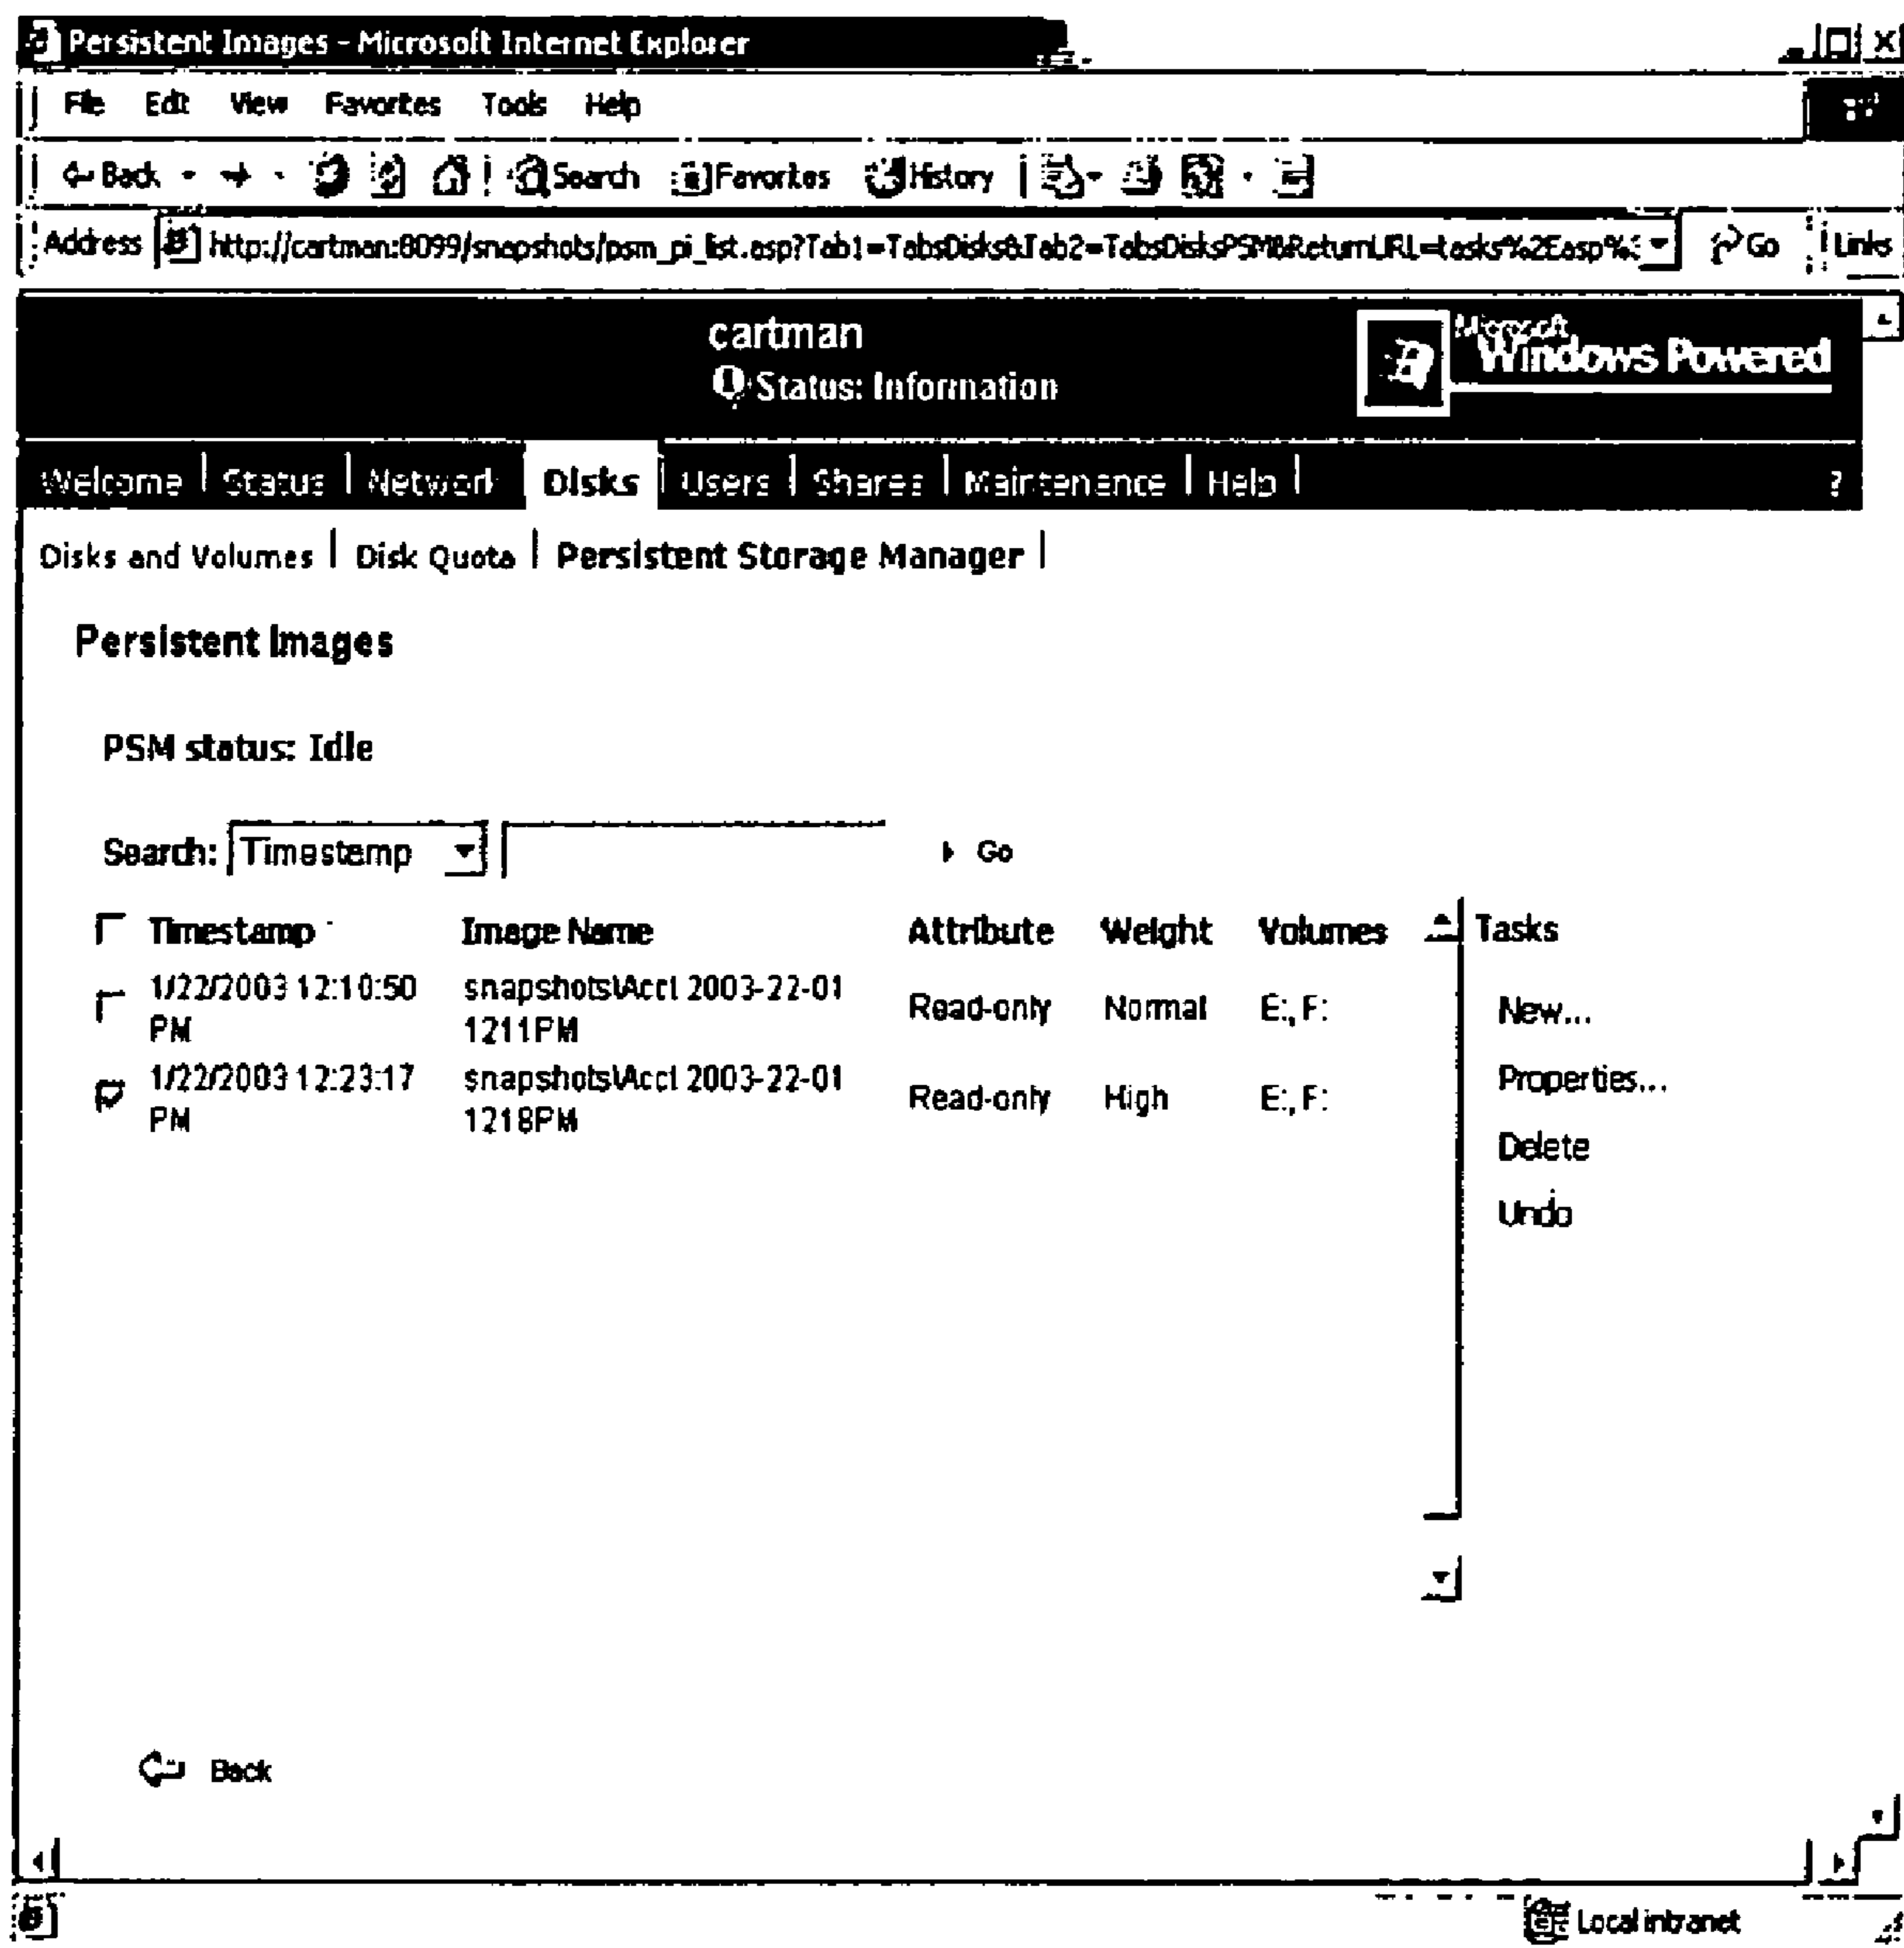 Persistent Images - Microsoft Internet Explorer
File Edit View Favorites Tools Help
Back Search Favorites History
Address http://cartman:8099/snapshots/psm_pi_list.asp?Tab1=TabsDisks&Tab2=TabsDisksPSM&ReturnURL=tasks%2Easp%3 Go Links
cartman
Status: Information
Microsoft
Windows Powered
Welcome | Status | Network | Disks | Users | Shares | Maintenance | Help | ?
Disks and Volumes | Disk Quota | Persistent Storage Manager |
Persistent Images
PSM status: Idle
Search: Timestamp Go
Timestamp Image Name Attribute Weight Volumes Tasks
1/22/2003 12:10:50 PM snapshots\Acct 2003-22-01 1211PM Read-only Normal E:, F:
1/22/2003 12:23:17 PM snapshots\Acct 2003-22-01 1218PM Read-only High E:, F:
New...
Properties...
Delete
Undo
Back
Local intranet